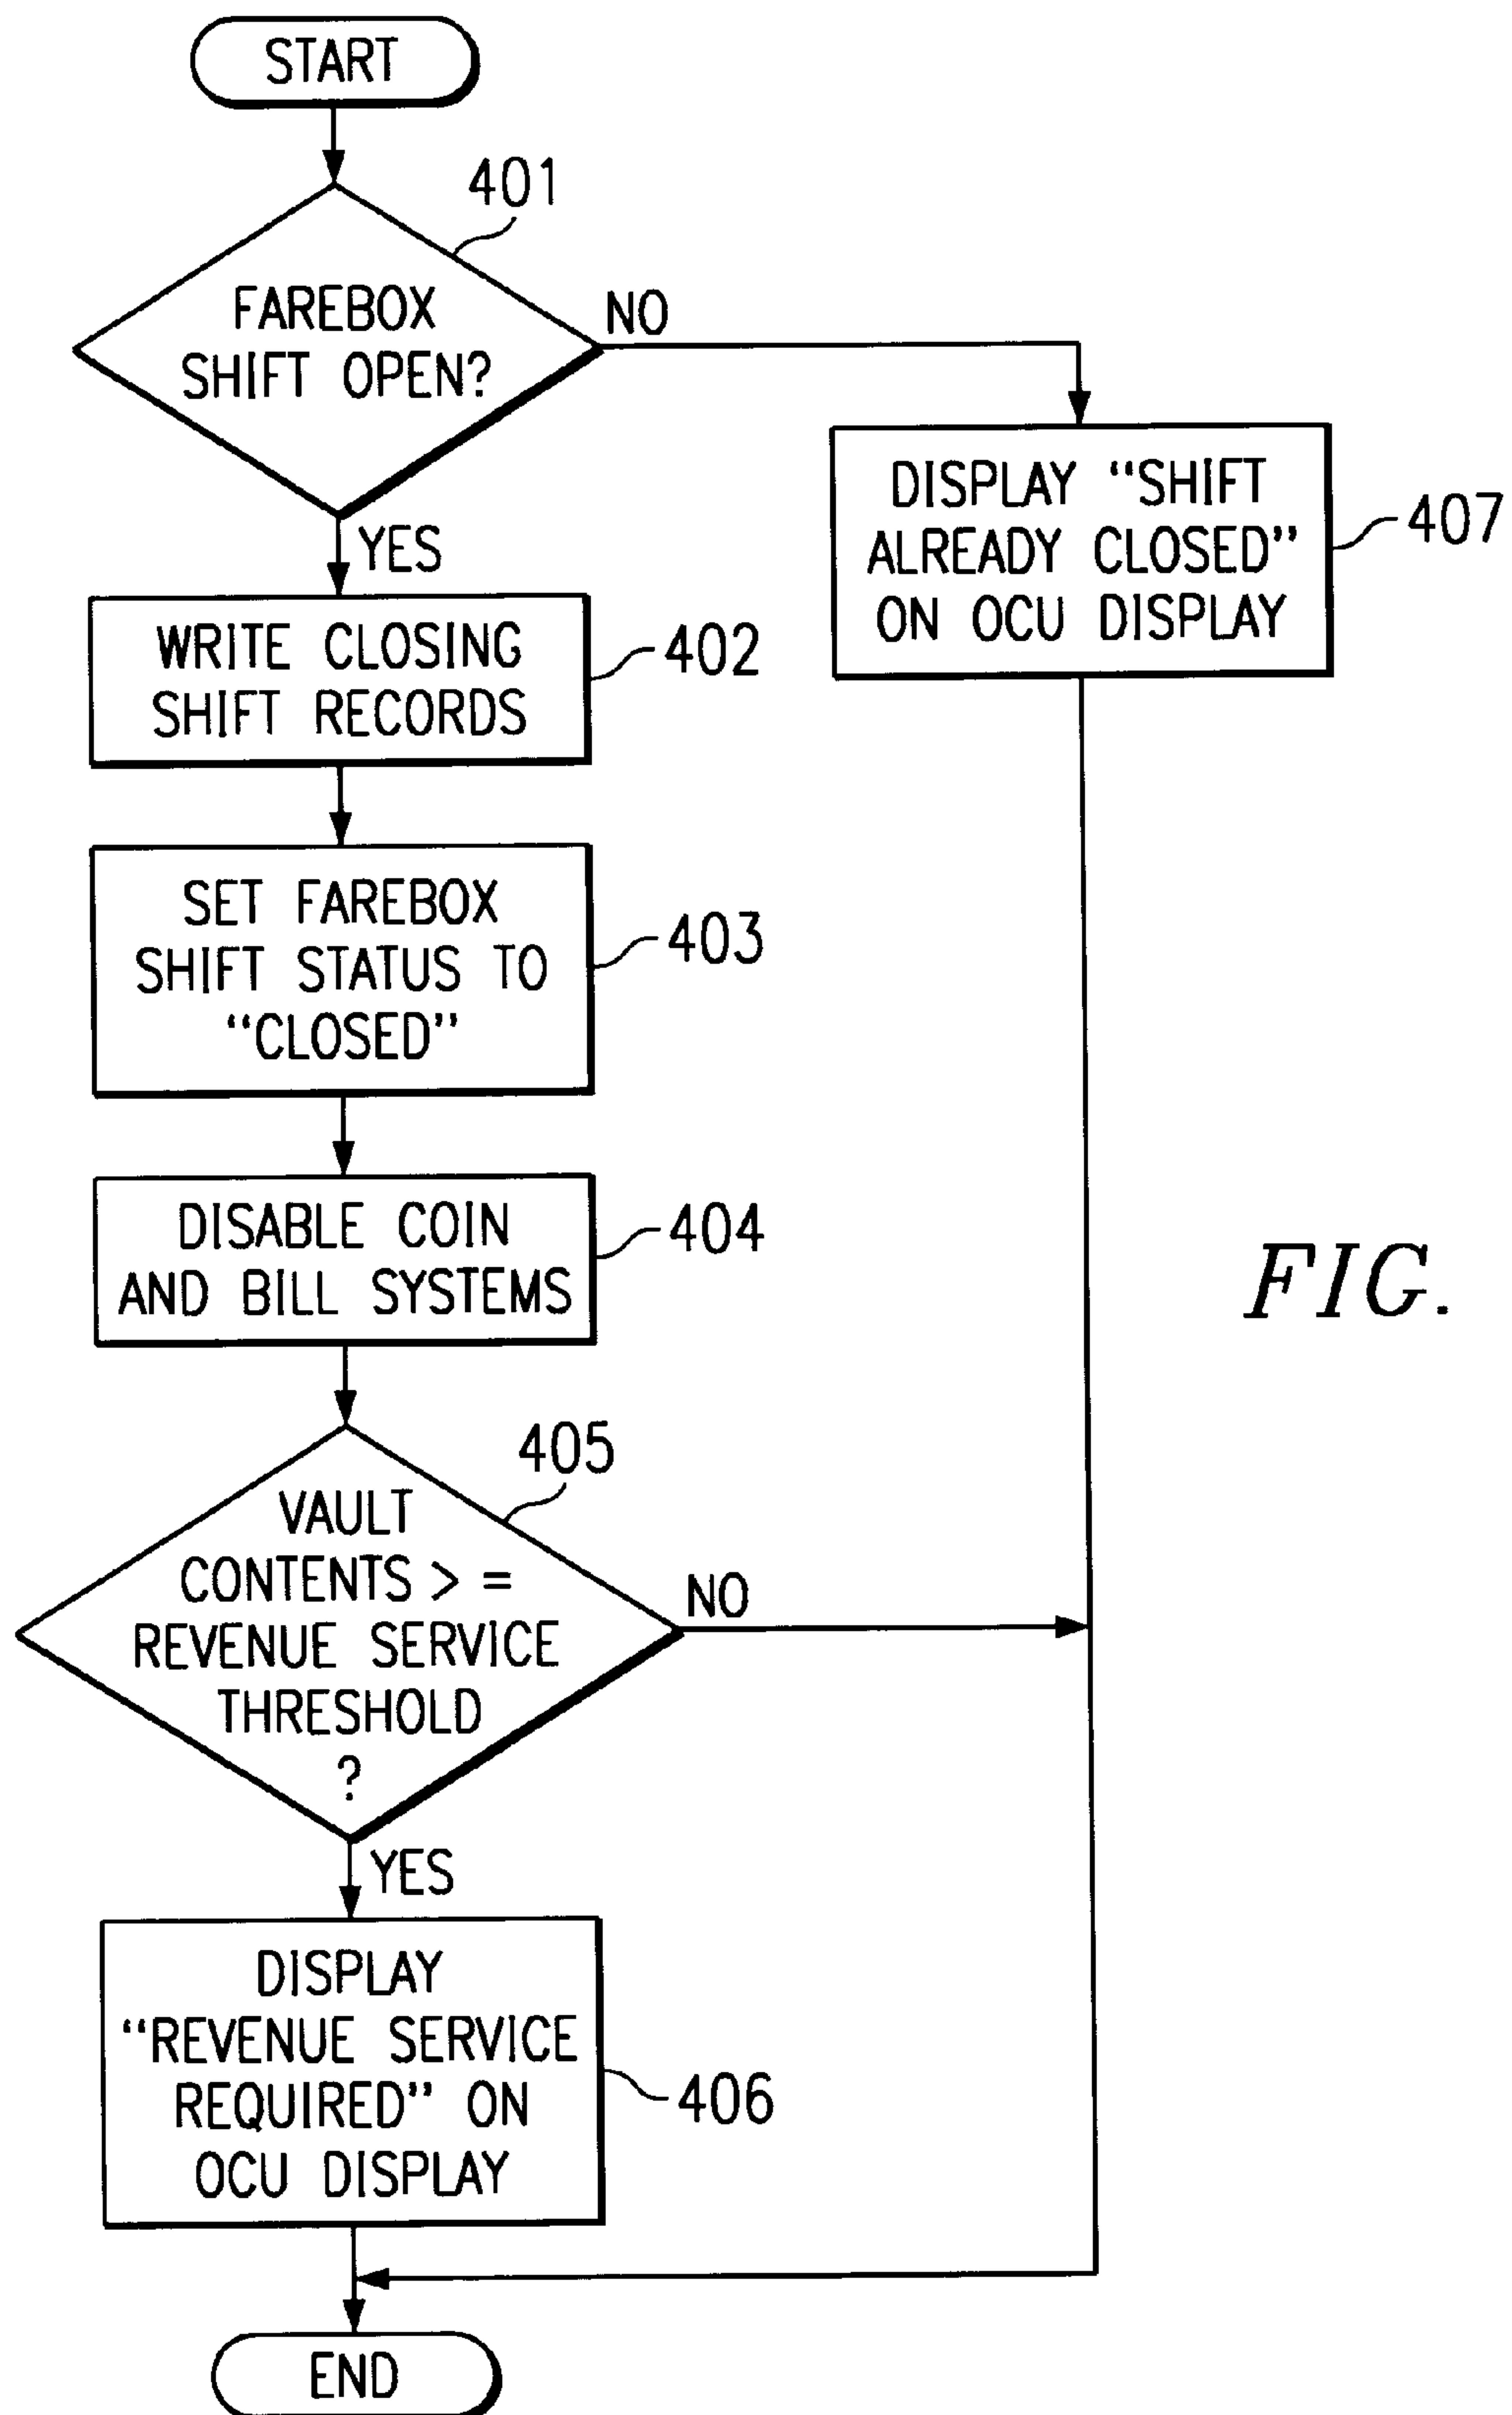 START
401
FAREBOX
SHIFT OPEN?
NO
YES
DISPLAY “SHIFT
ALREADY CLOSED”
ON OCU DISPLAY
407
WRITE CLOSING
SHIFT RECORDS
402
SET FAREBOX
SHIFT STATUS TO
“CLOSED”
403
DISABLE COIN
AND BILL SYSTEMS
404
FIG.
405
VAULT
CONTENTS > =
REVENUE SERVICE
THRESHOLD
?
NO
YES
DISPLAY
“REVENUE SERVICE
REQUIRED” ON
OCU DISPLAY
406
END